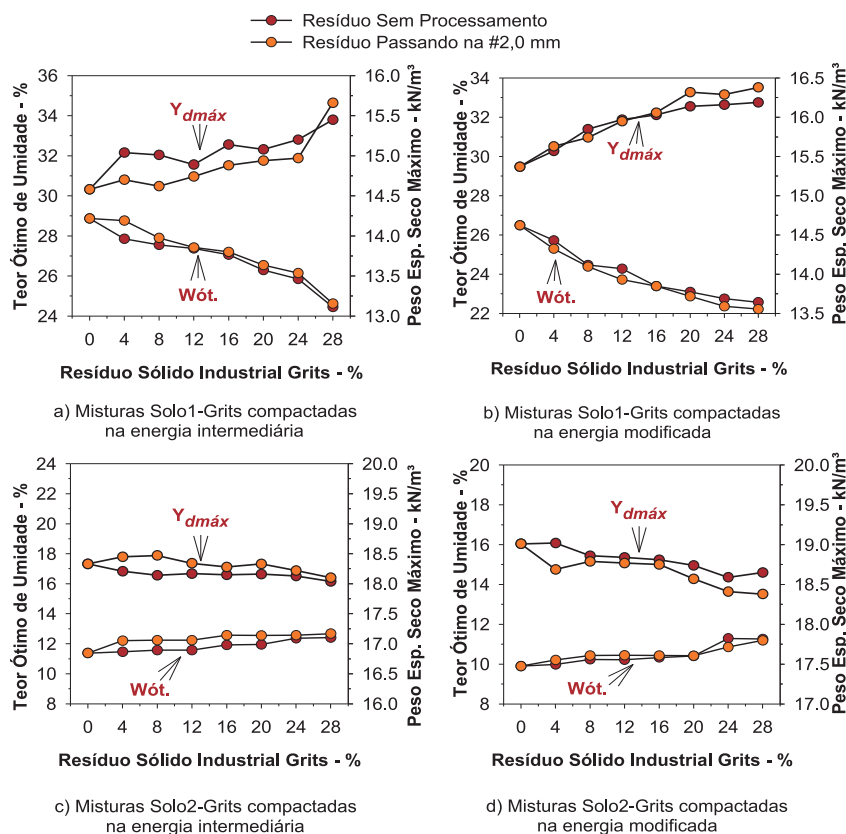 Resíduo Sem Processamento
Resíduo Passando na #2,0 mm
Teor Ótimo de Umidade - %
36
34
32
30
28
26
24
Y dmáx
Wót.
16.0
15.5
15.0
14.5
14.0
13.5
13.0
Peso Esp. Seco Máximo - kN/m³
0 4 8 12 16 20 24 28
Resíduo Sólido Industrial Grits - %
a) Misturas Solo1-Grits compactadas
na energia intermediária
Teor Ótimo de Umidade - %
34
32
30
28
26
24
22
Y dmáx
Wót.
16.5
16.0
15.5
15.0
14.5
14.0
13.5
Peso Esp. Seco Máximo - kN/m³
0 4 8 12 16 20 24 28
Resíduo Sólido Industrial Grits - %
b) Misturas Solo1-Grits compactadas
na energia modificada
Teor Ótimo de Umidade - %
24
22
20
18
16
14
12
10
8
Y dmáx
Wót.
20.0
19.5
19.0
18.5
18.0
17.5
17.0
16.5
16.0
Peso Esp. Seco Máximo - kN/m³
0 4 8 12 16 20 24 28
Resíduo Sólido Industrial Grits - %
c) Misturas Solo2-Grits compactadas
na energia intermediária
Teor Ótimo de Umidade - %
20
18
16
14
12
10
8
Y dmáx
Wót.
20.0
19.5
19.0
18.5
18.0
17.5
17.0
Peso Esp. Seco Máximo - kN/m³
0 4 8 12 16 20 24 28
Resíduo Sólido Industrial Grits - %
d) Misturas Solo2-Grits compactadas
na energia modificada